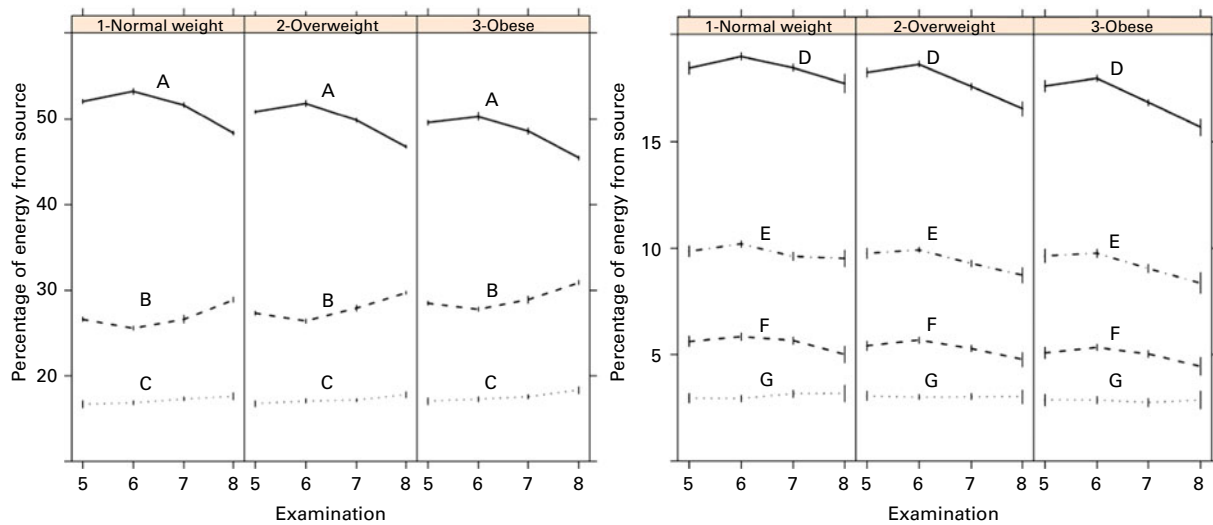 1-Normal weight 2-Overweight 3-Obese
Percentage of energy from source
50
40
30
20
A A A
B B B
C C C
5 6 7 8 5 6 7 8 5 6 7 8
Examination
1-Normal weight 2-Overweight 3-Obese
Percentage of energy from source
15
10
5
D D D
E E E
F F F
G G G
5 6 7 8 5 6 7 8 5 6 7 8
Examination